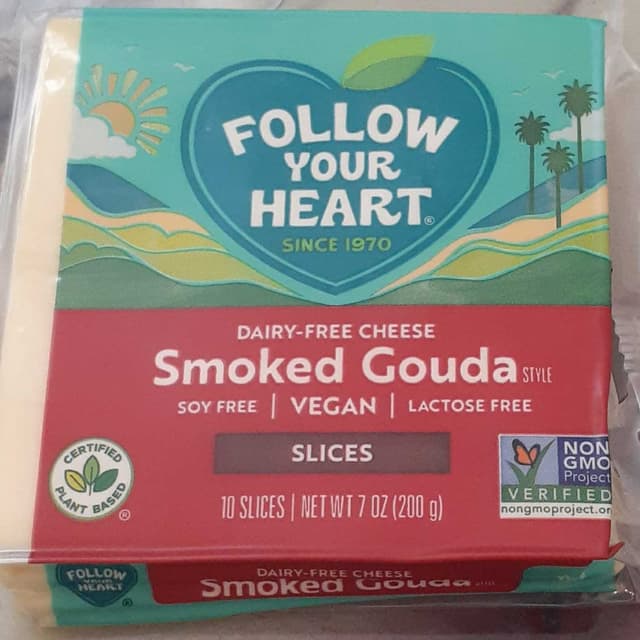 FOLLOW
YOUR
HEART®
SINCE 1970
DAIRY-FREE CHEESE
Smoked Gouda STYLE
SOY FREE | VEGAN | LACTOSE FREE
SLICES
10 SLICES | NET WT 7 OZ (200 g)
CERTIFIED
PLANT BASED
®
NON
GMO
Project
VERIFIED
nongmoproject.or
FOLLOW
YOUR
HEART
®
DAIRY-FREE CHEESE
Smoked Gouda